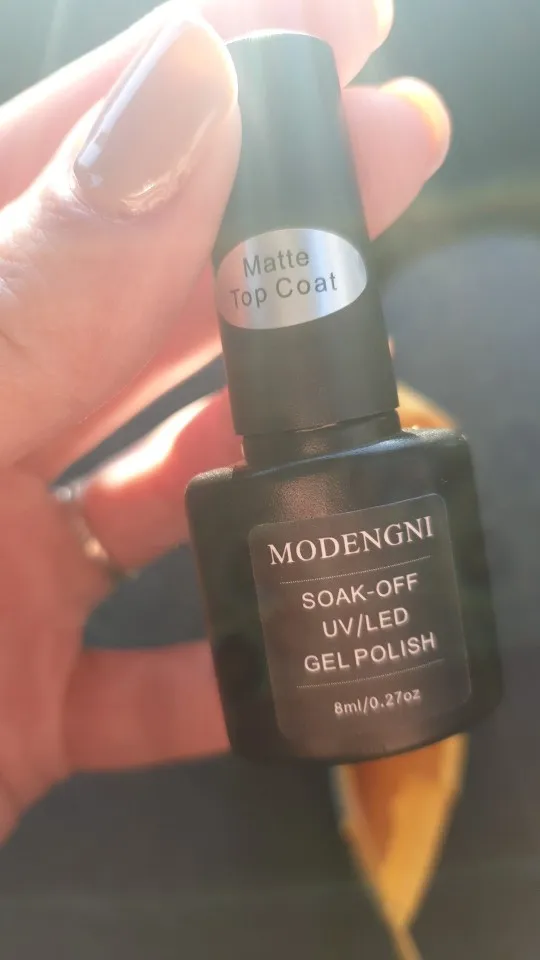 Matte
Top Coat
MODENGNI
SOAK-OFF
UV/LED
GEL POLISH
8ml/0.27oz